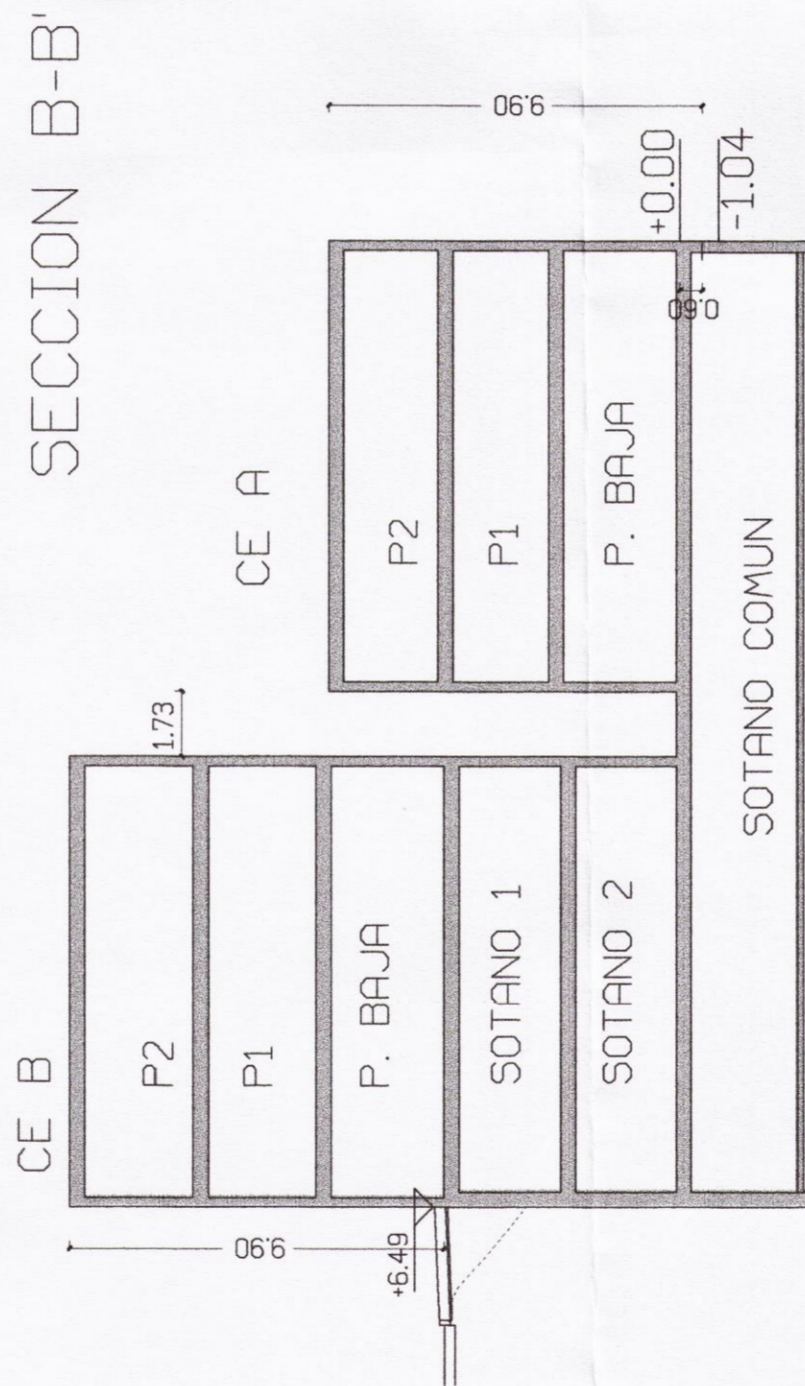 SECCION B-B'
CE B
CE A
P2
P1
P. BAJA
SOTANO 1
SOTANO 2
P2
P1
P. BAJA
SOTANO COMUN
1.73
9.90
+6.49
9.90
+0.00
-1.04
0.60